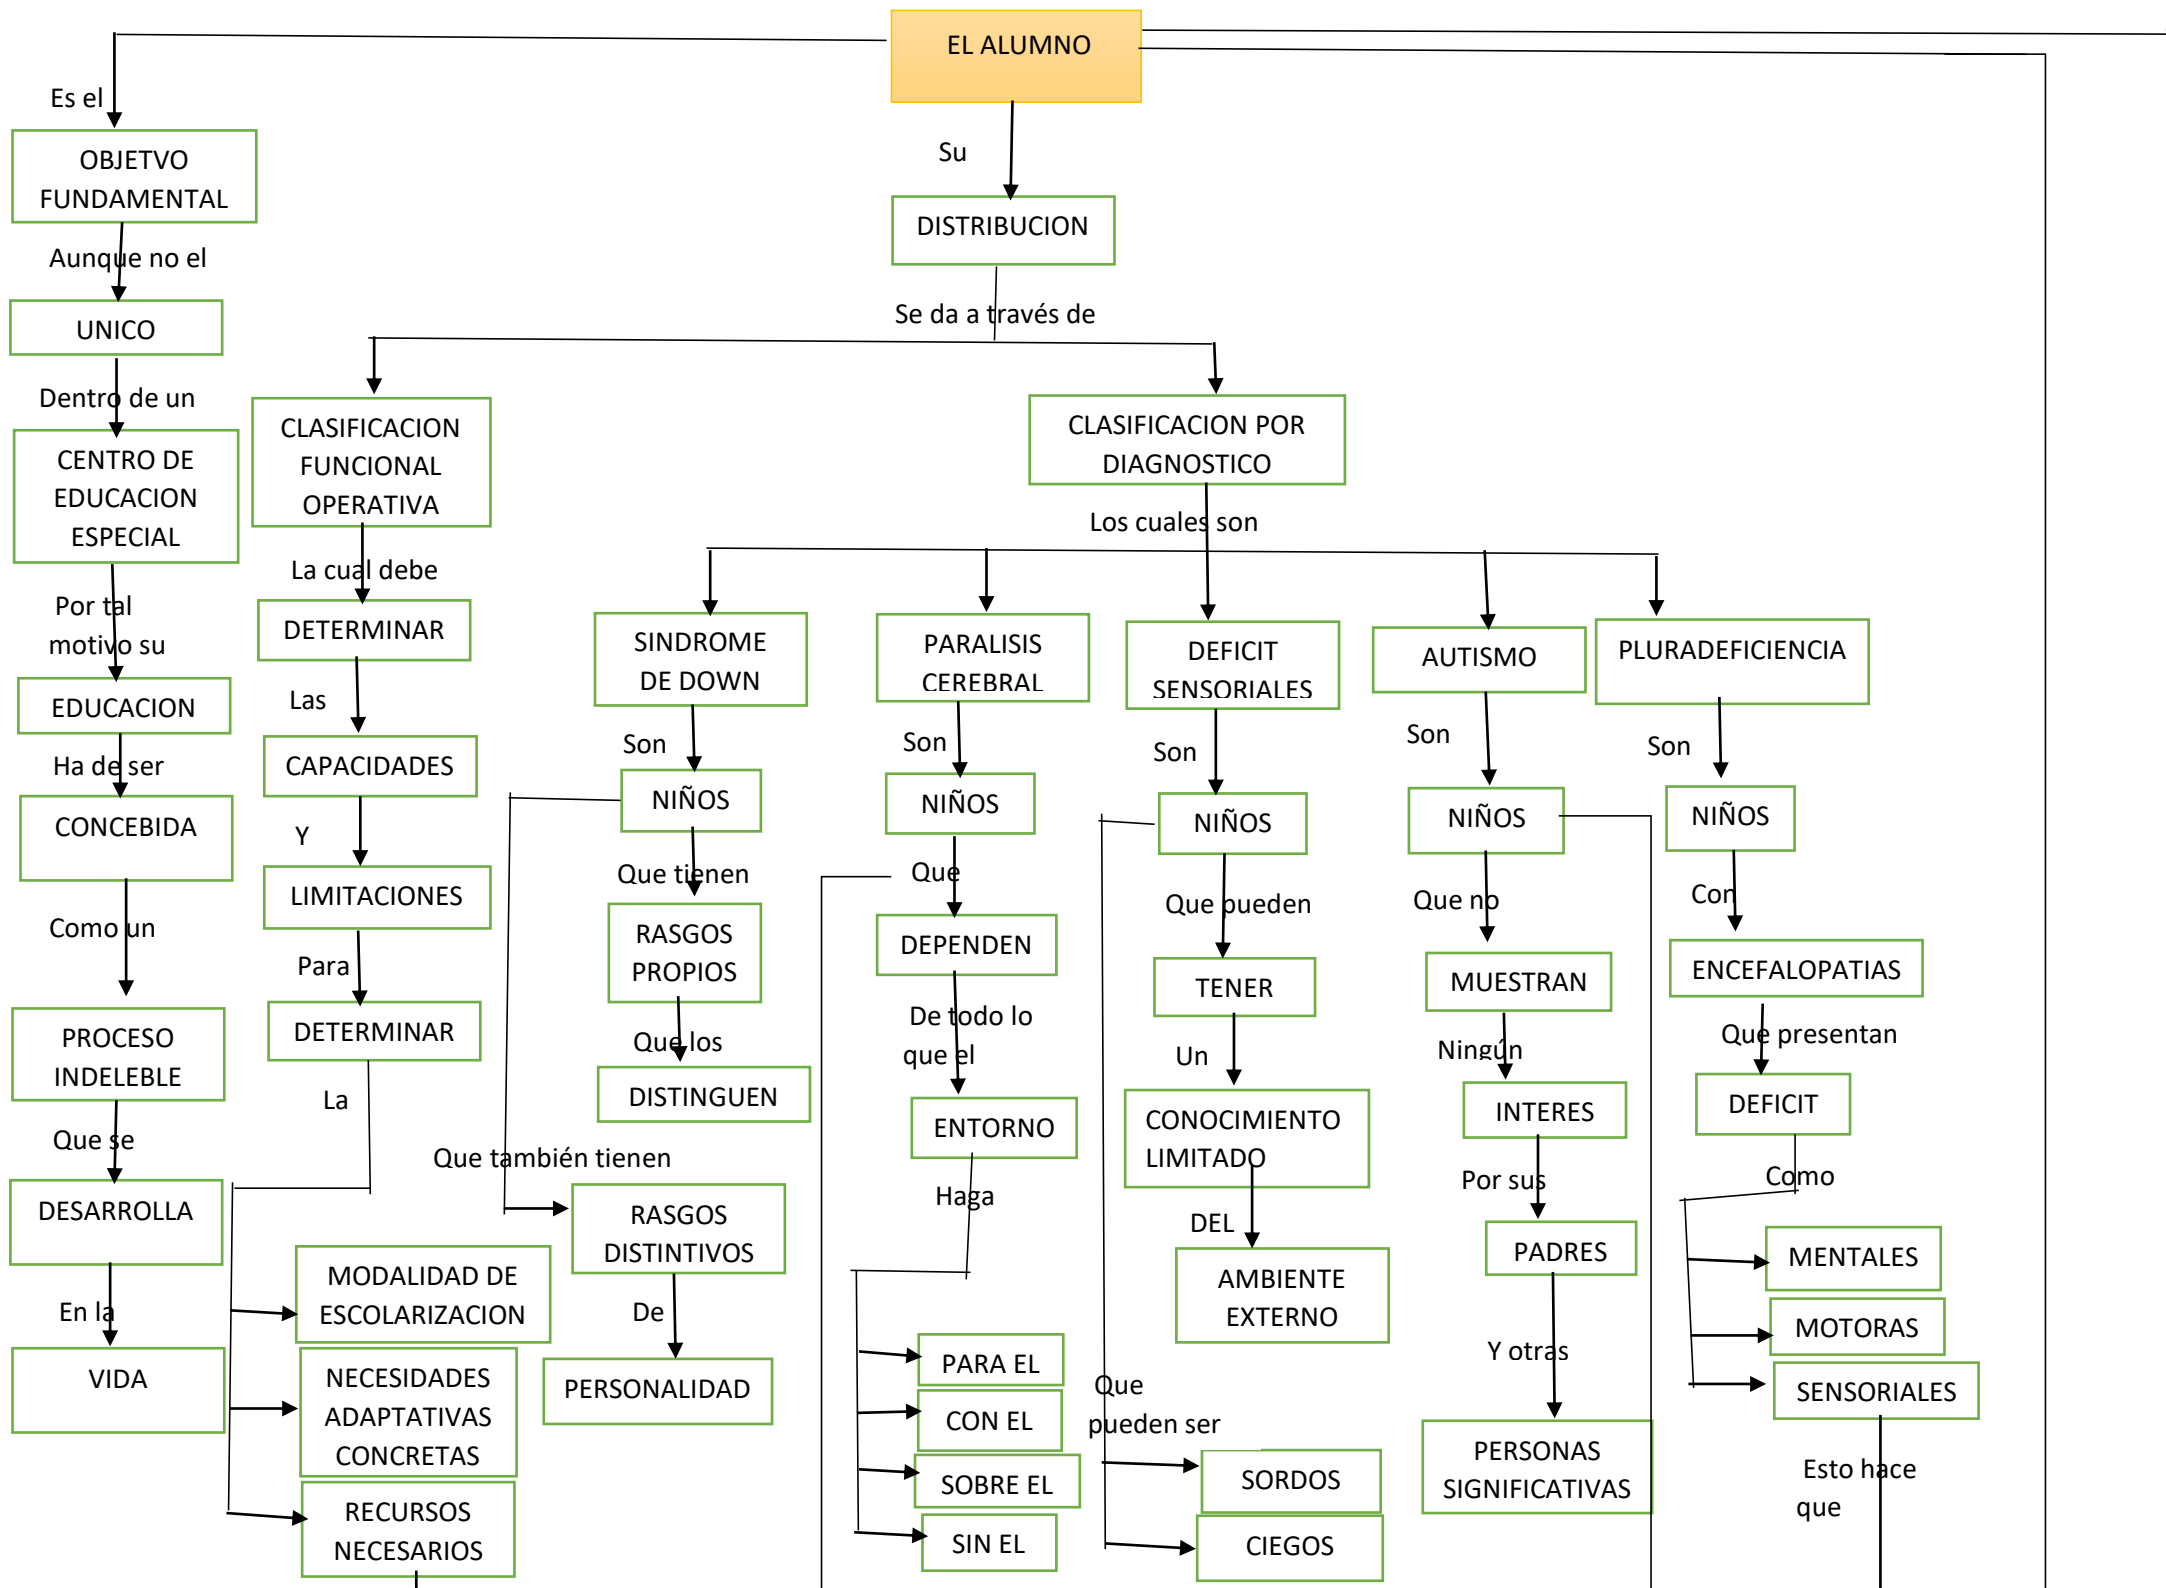 EL ALUMNO
Es el
OBJETVO
FUNDAMENTAL
Aunque no el
UNICO
Dentro de un
CENTRO DE
EDUCACION
ESPECIAL
Por tal
motivo su
EDUCACION
Ha de ser
CONCEBIDA
Como un
PROCESO
INDELEBLE
Que se
DESARROLLA
En la
VIDA
Su
DISTRIBUCION
Se da a través de
CLASIFICACION
FUNCIONAL
OPERATIVA
La cual debe
DETERMINAR
Las
CAPACIDADES
Y
LIMITACIONES
Para
DETERMINAR
La
MODALIDAD DE
ESCOLARIZACION
NECESIDADES
ADAPTATIVAS
CONCRETAS
RECURSOS
NECESARIOS
CLASIFICACION POR
DIAGNOSTICO
Los cuales son
SINDROME
DE DOWN
Son
NIÑOS
Que tienen
RASGOS
PROPIOS
Que los
DISTINGUEN
Que también tienen
RASGOS
DISTINTIVOS
De
PERSONALIDAD
PARALISIS
CEREBRAL
Son
NIÑOS
Que
DEPENDEN
De todo lo
que el
ENTORNO
Haga
PARA EL
CON EL
SOBRE EL
SIN EL
DEFICIT
SENSORIALES
Son
NIÑOS
Que pueden
TENER
Un
CONOCIMIENTO
LIMITADO
DEL
AMBIENTE
EXTERNO
Que
pueden ser
SORDOS
CIEGOS
AUTISMO
Son
NIÑOS
Que no
MUESTRAN
Ningún
INTERES
Por sus
PADRES
Y otras
PERSONAS
SIGNIFICATIVAS
PLURADEFICIENCIA
Son
NIÑOS
Con
ENCEFALOPATIAS
Que presentan
DEFICIT
Como
MENTALES
MOTORAS
SENSORIALES
Esto hace
que